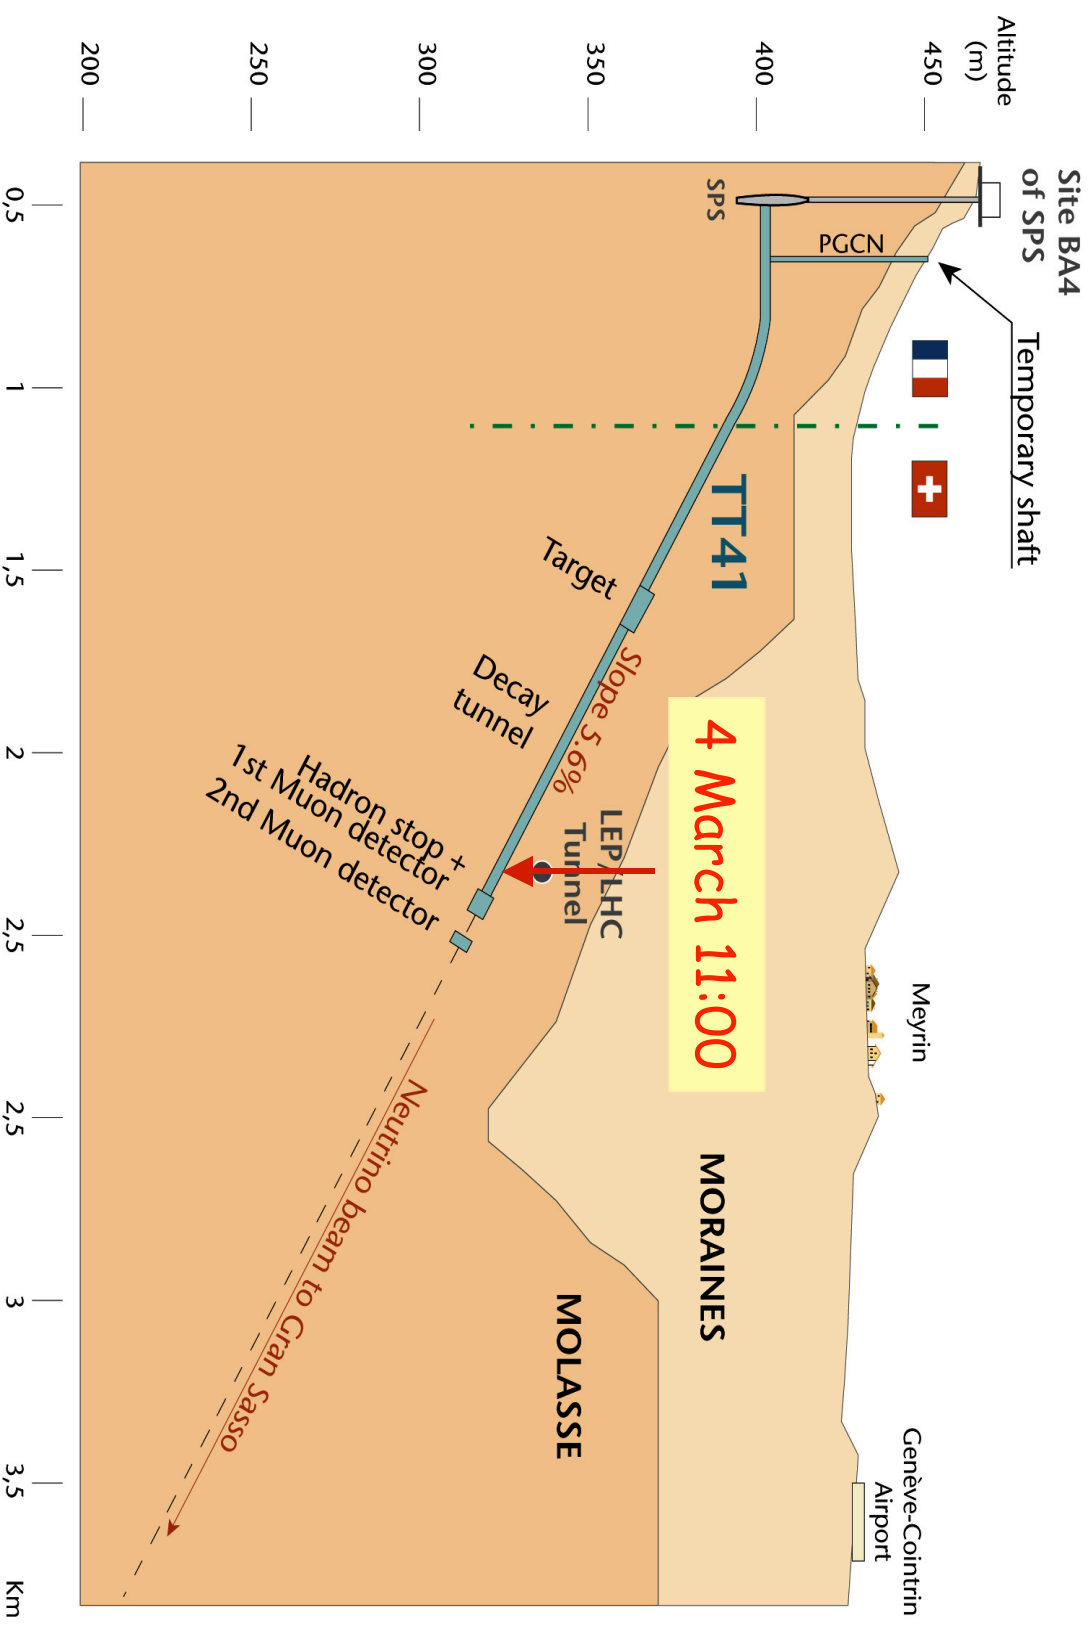 Altitude
(m)
450
400
350
300
250
200
Site BA4
of SPS
SPS
PGCN
Temporary shaft
TT41
Target
Slope 5.6%
Decay
tunnel
Hadron stop +
1st Muon detector
2nd Muon detector
LEP/LHC
Tunnel
4 March 11:00
Meyrin
Neutrino beam to Gran Sasso
MORAINES
MOLASSE
Genève-Cointrin
Airport
0,5
1
1,5
2
2,5
2,5
3
3,5
Km